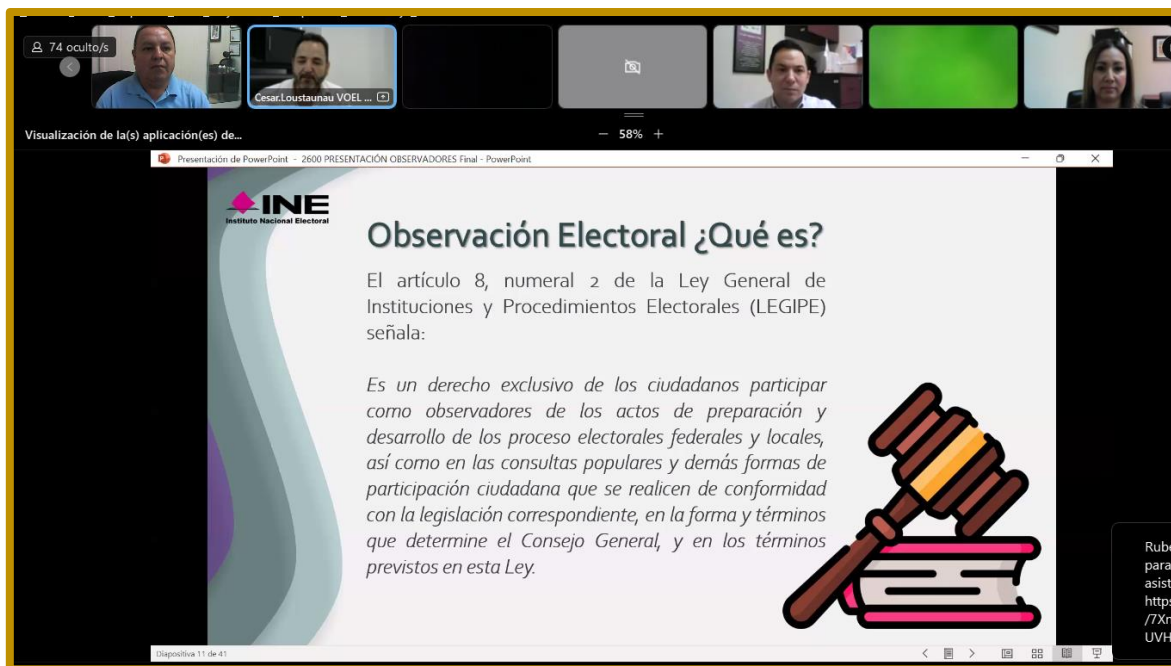 74 oculto/s
Cesar.Loustaunau VOEL ...
Visualización de la(s) aplicación(es) de...
58%
Presentación de PowerPoint - 2600 PRESENTACIÓN OBSERVADORES Final - PowerPoint
INE
Instituto Nacional Electoral
Observación Electoral ¿Qué es?
El artículo 8, numeral 2 de la Ley General de
Instituciones y Procedimientos Electorales (LEGIPE)
señala:
Es un derecho exclusivo de los ciudadanos participar
como observadores de los actos de preparación y
desarrollo de los proceso electorales federales y locales,
así como en las consultas populares y demás formas de
participación ciudadana que se realicen de conformidad
con la legislación correspondiente, en la forma y términos
que determine el Consejo General, y en los términos
previstos en esta Ley.
para
Diapositiva 11 de 41